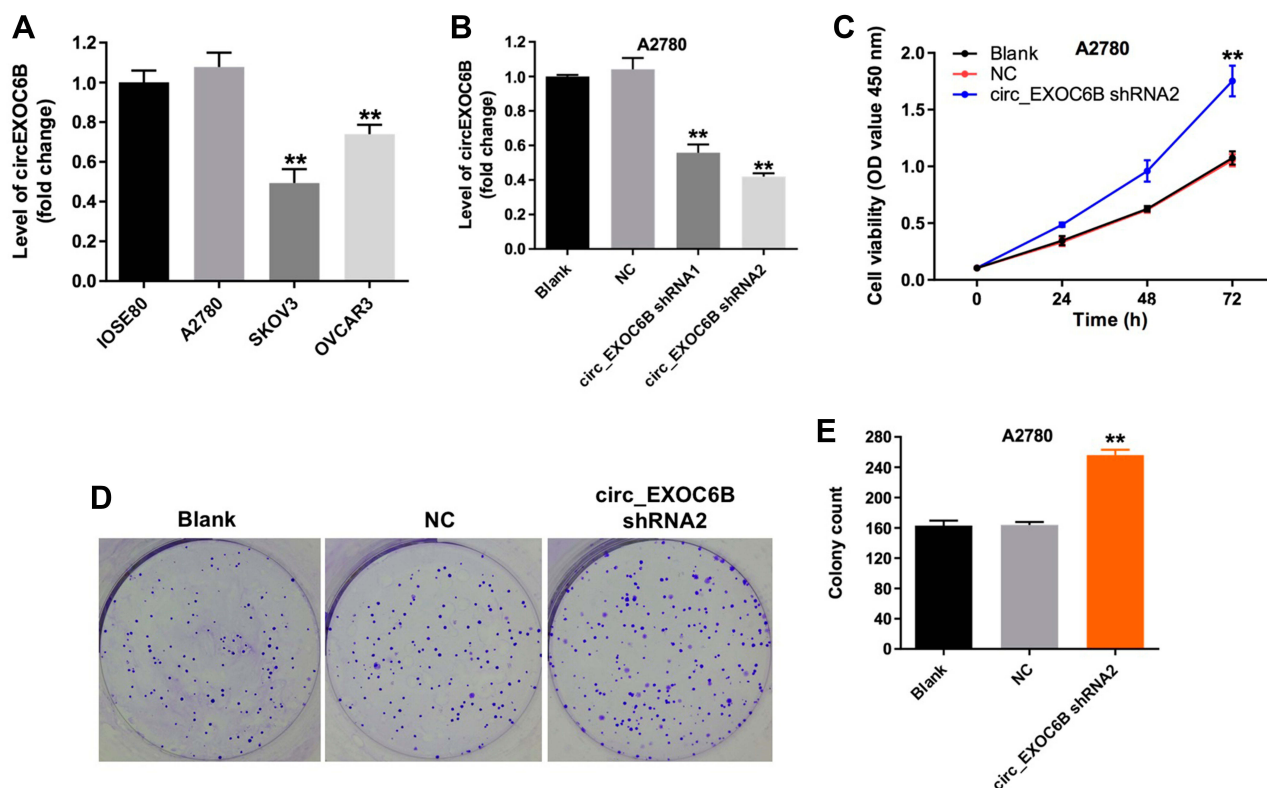 A
Level of circEXOC6B
(fold change)
1.2
1.0
0.8
0.6
0.4
0.2
0.0
**
**
IOSE80
A2780
SKOV3
OVCAR3
B
A2780
Level of circEXOC6B
(fold change)
1.2
1.0
0.8
0.6
0.4
0.2
0.0
**
**
Blank
NC
circ_EXOC6B shRNA1
circ_EXOC6B shRNA2
C
A2780
Cell viability (OD value 450 nm)
2.0
1.5
1.0
0.5
0.0
Blank
NC
circ_EXOC6B shRNA2
**
0
24
48
72
Time (h)
D
Blank
NC
circ_EXOC6B
shRNA2
E
A2780
Colony count
280
240
200
160
120
80
40
0
**
Blank
NC
circ_EXOC6B shRNA2